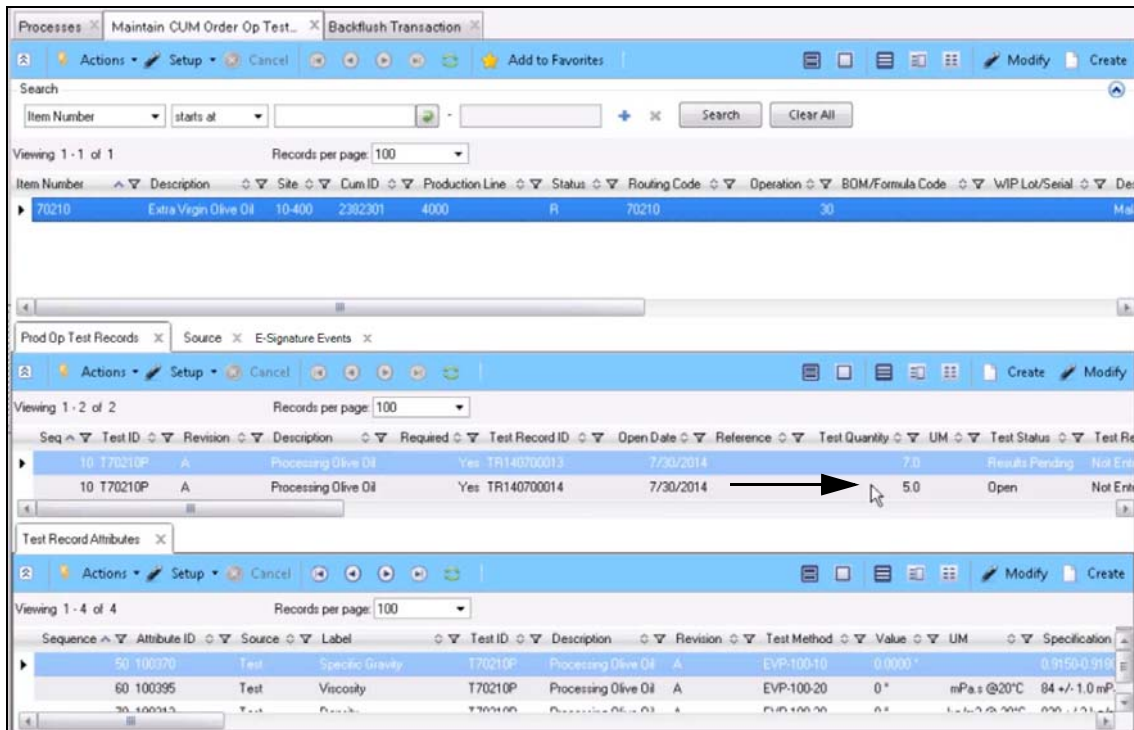 Processes Maintain CUM Order Op Test... Backflush Transaction
Actions Setup Cancel Add to Favorites Modify Create
Search
Item Number starts at - Search Clear All
Viewing 1 - 1 of 1 Records per page: 100
Item Number Description Site Cum ID Production Line Status Routing Code Operation BOM/Formula Code WIP Lot/Serial De
70210 Extra Virgin Olive Oil 10-400 2382301 4000 R 70210 30 Mai
Prod Op Test Records Source E-Signature Events
Actions Setup Cancel Create Modify
Viewing 1 - 2 of 2 Records per page: 100
Seq Test ID Revision Description Required Test Record ID Open Date Reference Test Quantity UM Test Status Test Re
10 T70210P A Processing Olive Oil Yes TR140700013 7/30/2014 7.0 Results Pending Not Ent
10 T70210P A Processing Olive Oil Yes TR140700014 7/30/2014 5.0 Open Not Ent
Test Record Attributes
Actions Setup Cancel Modify Create
Viewing 1 - 4 of 4 Records per page: 100
Sequence Attribute ID Source Label Test ID Description Revision Test Method Value UM Specification
50 100370 Test Specific Gravity T70210P Processing Olive Oil A EVP-100-10 0.0000 * 0.9150-0.9160
60 100395 Test Viscosity T70210P Processing Olive Oil A EVP-100-20 0 * mPa.s @20°C 84 +/- 1.0 mP